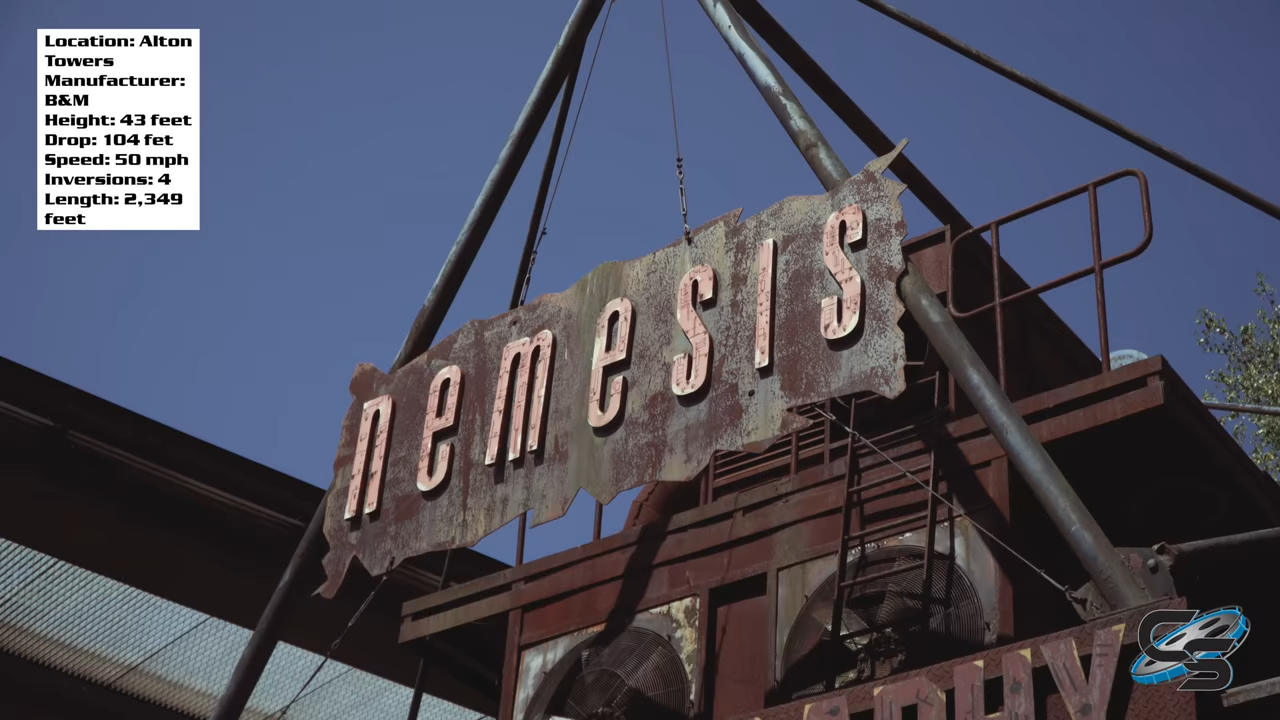 Location: Alton
Towers
Manufacturer:
B&M
Height: 43 feet
Drop: 104 fet
Speed: 50 mph
Inversions: 4
Length: 2,349
feet
nemesis